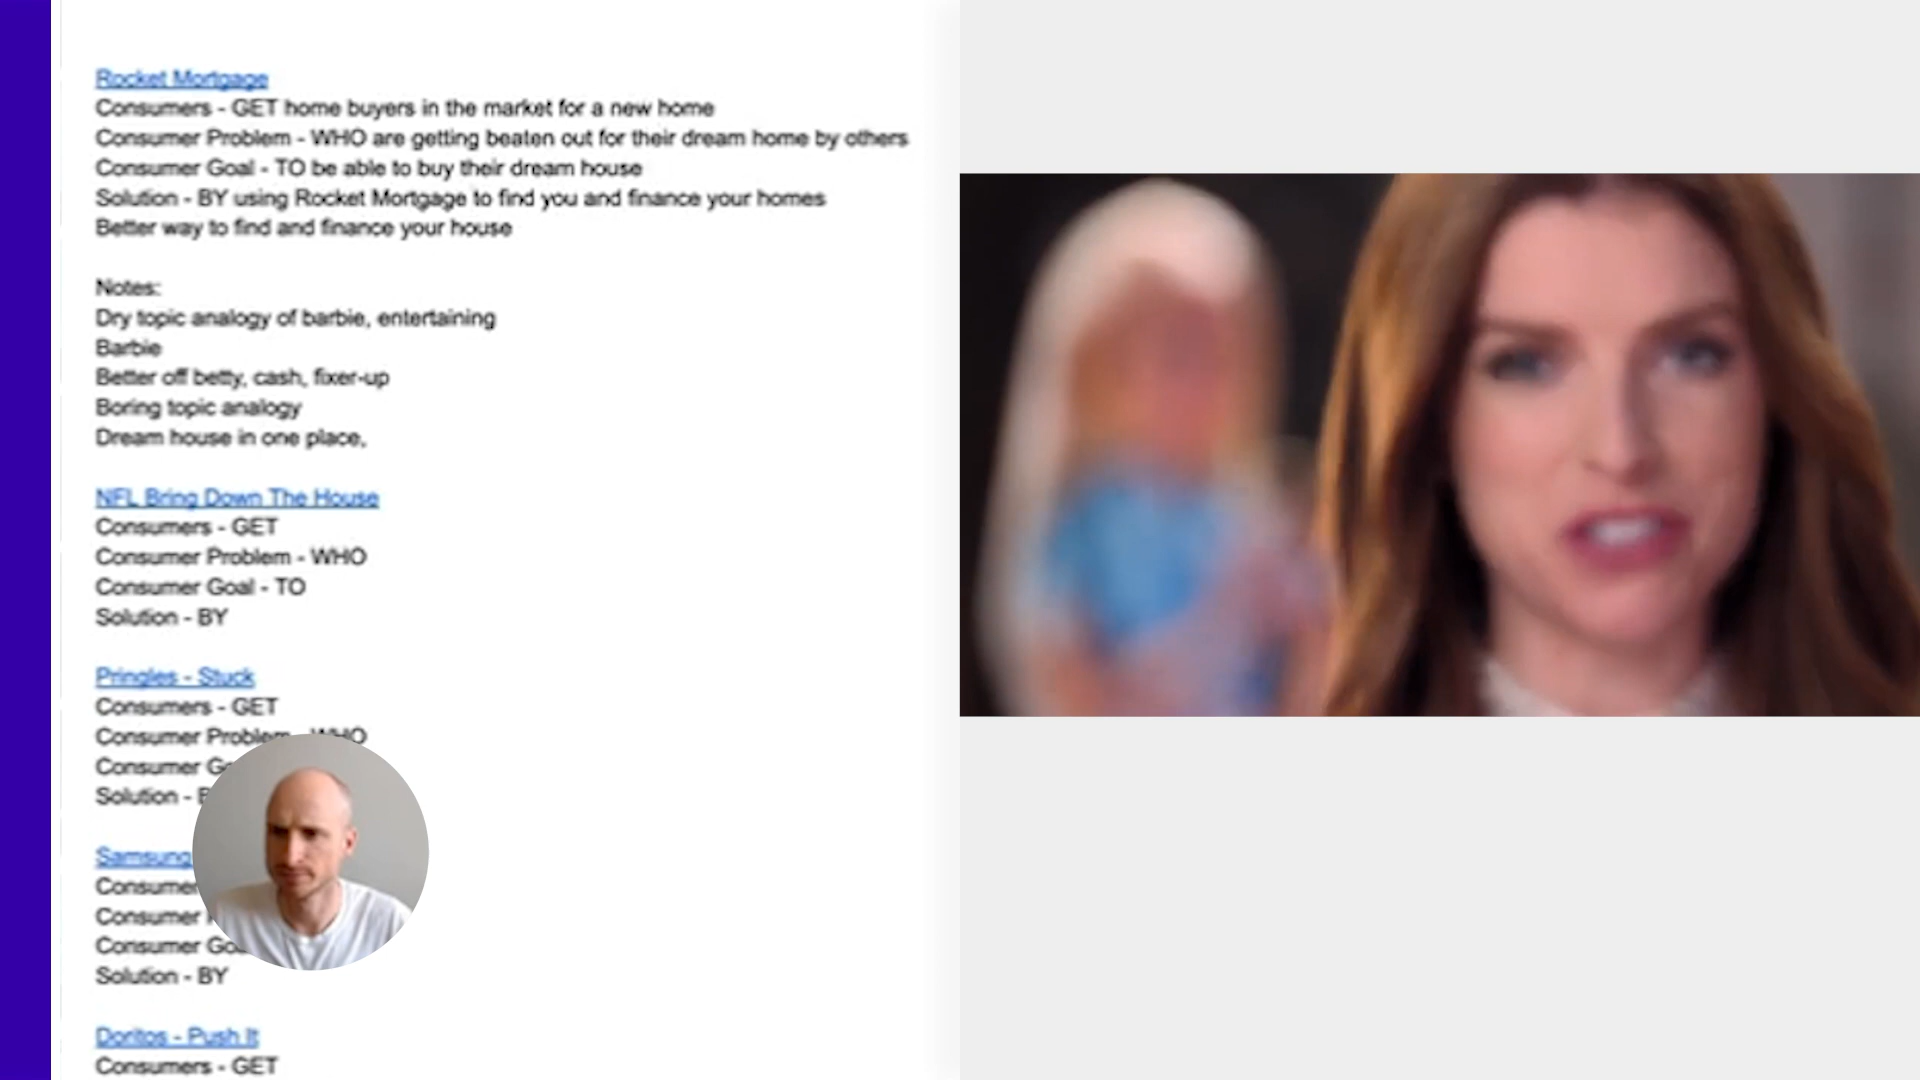 Rocket Mortgage
Consumers - GET home buyers in the market for a new home
Consumer Problem - WHO are getting beaten out for their dream home by others
Consumer Goal - TO be able to buy their dream house
Solution - BY using Rocket Mortgage to find you and finance your homes
Better way to find and finance your house
Notes:
Dry topic analogy of barbie, entertaining
Barbie
Better off betty, cash, fixer-up
Boring topic analogy
Dream house in one place,
NFL Bring Down The House
Consumers - GET
Consumer Problem - WHO
Consumer Goal - TO
Solution - BY
Pringles - Stuck
Consumers - GET
Consumer Problem - WHO
Consumer
Solution -
Samsung
Consumer
Consumer
Consumer
Solution - BY
Doritos - Push It
Consumers - GET